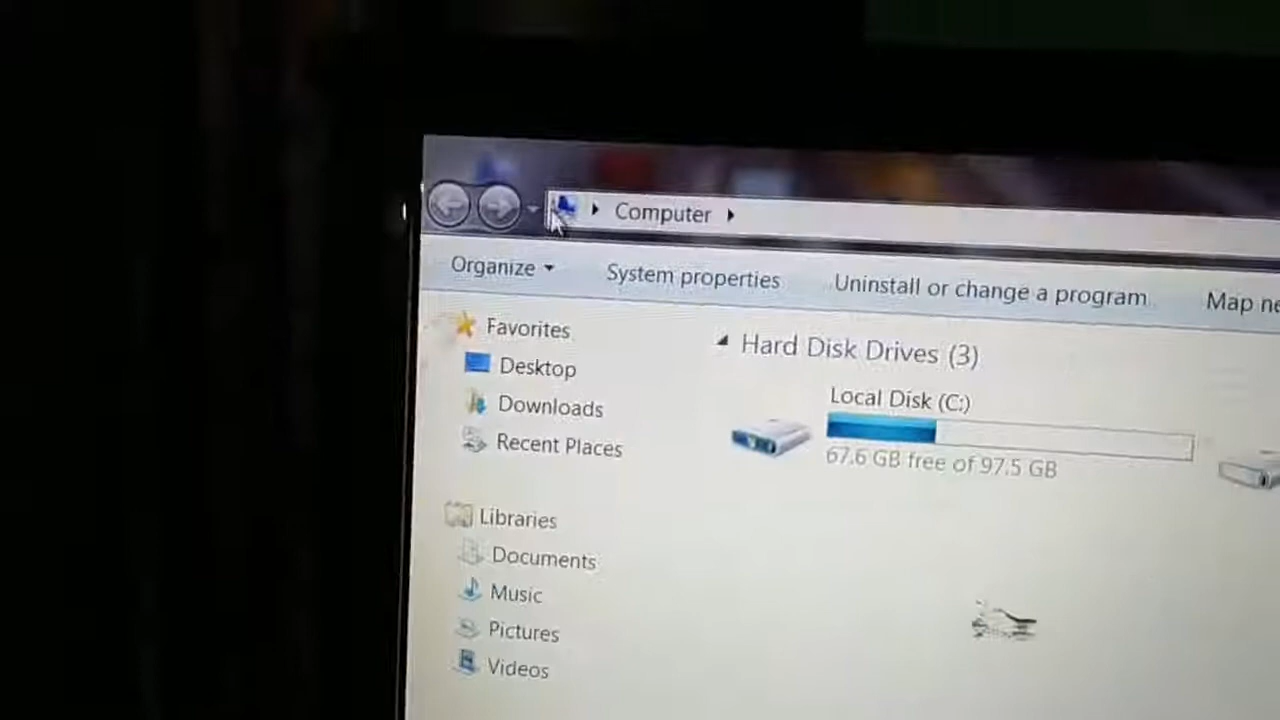 Computer
Organize System properties Uninstall or change a program Map
Favorites
Desktop
Downloads
Recent Places
Libraries
Documents
Music
Pictures
Videos
Hard Disk Drives (3)
Local Disk (C:)
67.6 GB free of 97.5 GB